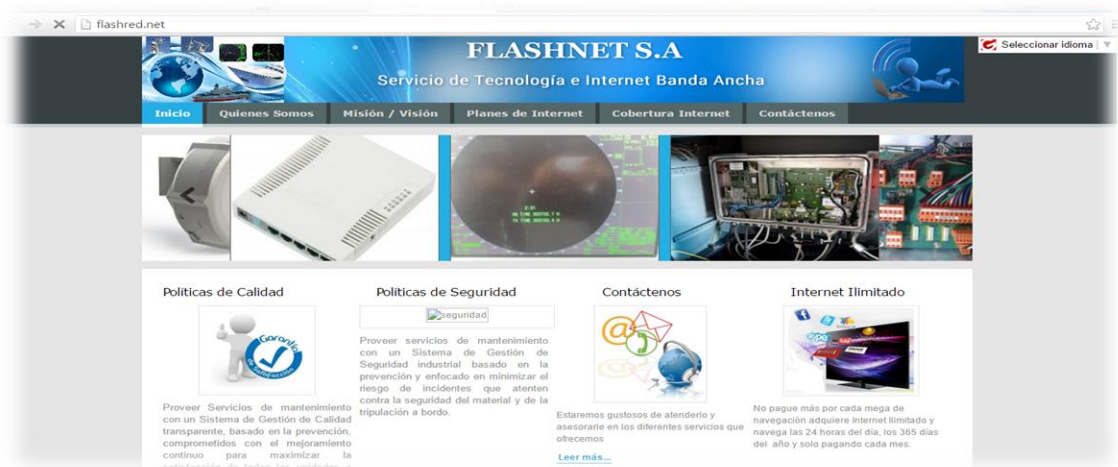 flashred.net
Seleccionar idioma
FLASHNET S.A
Servicio de Tecnología e Internet Banda Ancha
Inicio Quienes Somos Misión / Visión Planes de Internet Cobertura Internet Contáctenos
Políticas de Calidad
Garantía
de Satisfacción
Proveer Servicios de mantenimiento
con un Sistema de Gestión de Calidad
transparente, basado en la prevención,
comprometidos con el mejoramiento
continuo para maximizar la
Políticas de Seguridad
seguridad
Proveer servicios de mantenimiento
con un Sistema de Gestión de
Seguridad industrial basado en la
prevención y enfocado en minimizar el
riesgo de incidentes que atenten
contra la seguridad del material y de la
tripulación a bordo.
Contáctenos
Estaremos gustosos de atenderlo y
asesorarle en los diferentes servicios que
ofrecemos
Leer más...
Internet Ilimitado
No pague más por cada mega de
navegación adquiere Internet Ilimitado y
navega las 24 horas del día, los 365 días
del año y solo pagando cada mes.